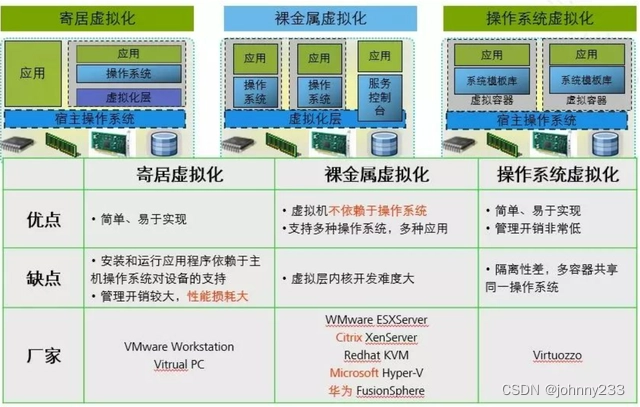 寄居虚拟化
裸金属虚拟化
操作系统虚拟化
应用
应用
操作系统
虚拟化层
宿主操作系统
应用
应用
应用
操作
系统
操作
系统
服务
控制
台
虚拟化层
应用
应用
系统模板库
系统模板库
虚拟容器
虚拟容器
宿主操作系统
寄居虚拟化
裸金属虚拟化
操作系统虚拟化
优点
• 简单、易于实现
• 虚拟机不依赖于操作系统
• 支持多种操作系统，多种应用
• 简单、易于实现
• 管理开销非常低
缺点
• 安装和运行应用程序依赖于主
机操作系统对设备的支持
• 管理开销较大，性能损耗大
• 虚拟层内核开发难度大
• 隔离性差，多容器共享
同一操作系统
厂家
VMware Workstation
Vitrual PC
WMware ESXServer
Citrix XenServer
Redhat KVM
Microsoft Hyper-V
华为 FusionSphere
Virtuozzo
CSDN @johnny233